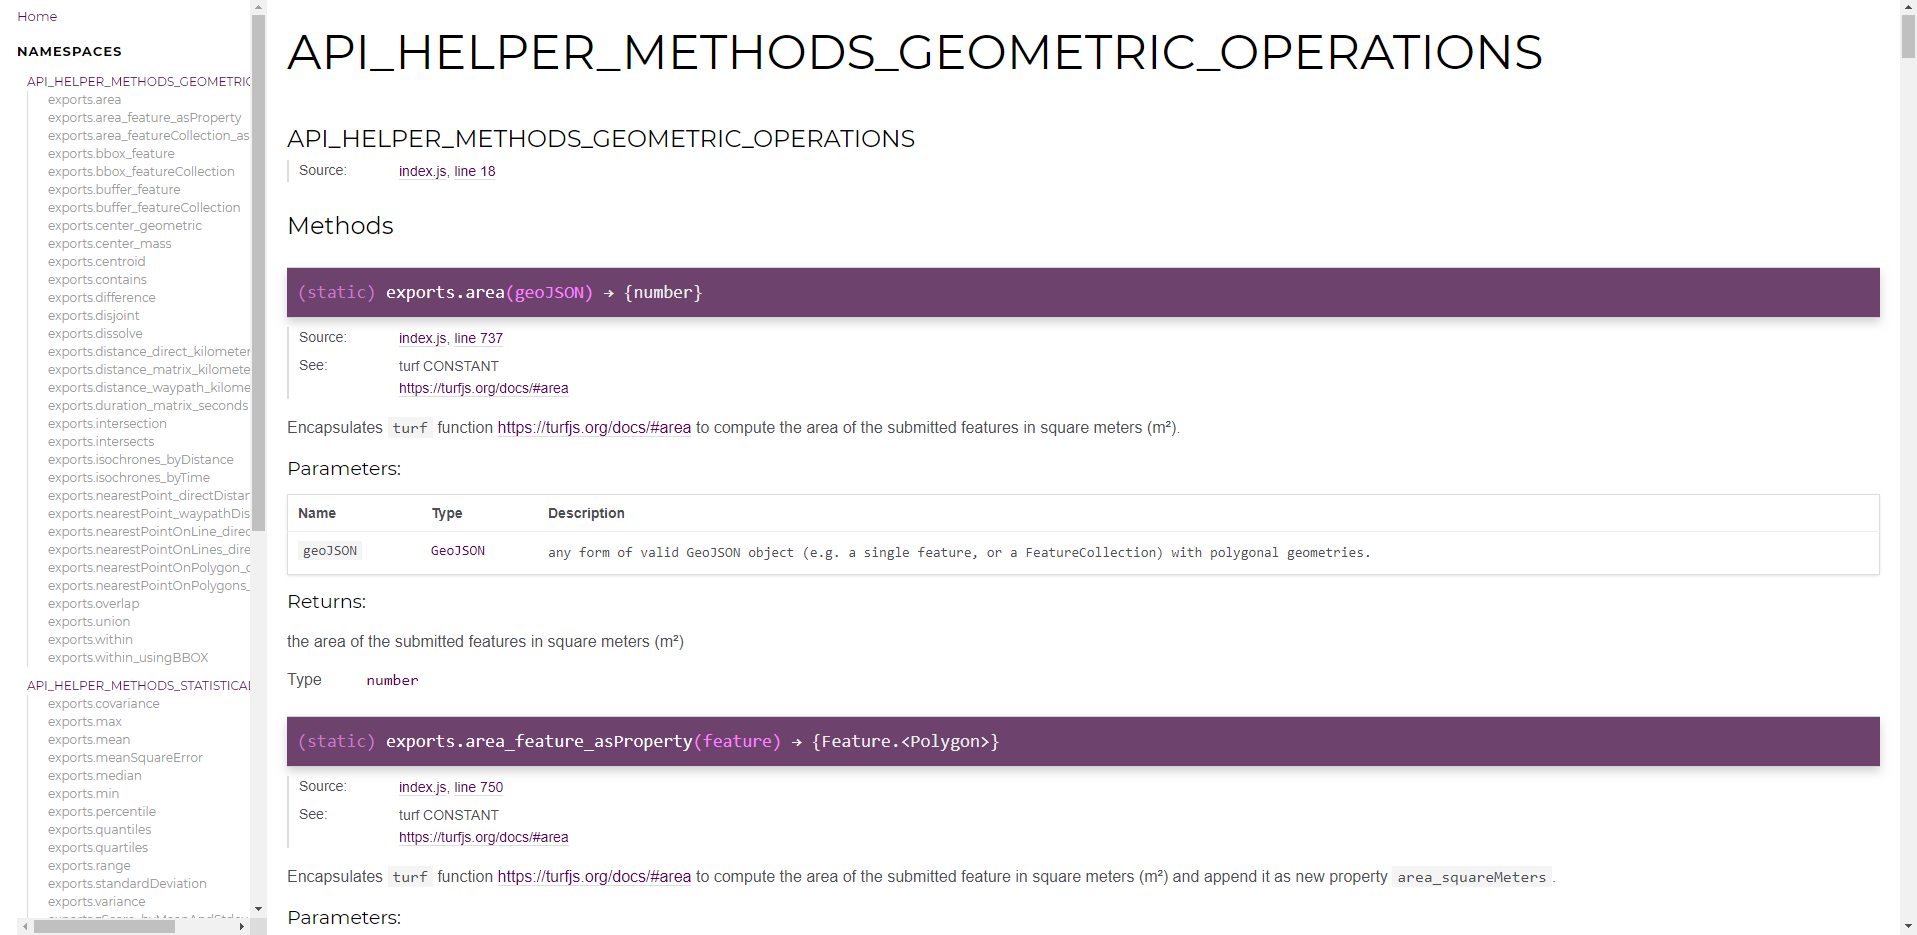 Home
NAMESPACES
API_HELPER_METHODS_GEOMETRIC
exports.area
exports.area_feature_asProperty
exports.area_featureCollection_as
exports.bbox_feature
exports.bbox_featureCollection
exports.buffer_feature
exports.buffer_featureCollection
exports.center_geometric
exports.center_mass
exports.centroid
exports.contains
exports.difference
exports.disjoint
exports.dissolve
exports.distance_direct_kilometer
exports.distance_matrix_kilomete
exports.distance_waypath_kilome
exports.duration_matrix_seconds
exports.intersection
exports.intersects
exports.isochrones_byDistance
exports.isochrones_byTime
exports.nearestPoint_directDistan
exports.nearestPoint_waypathDis
exports.nearestPointOnLine_direc
exports.nearestPointOnLines_dire
exports.nearestPointOnPolygon_d
exports.nearestPointOnPolygons_
exports.overlap
exports.union
exports.within
exports.within_usingBBOX
API_HELPER_METHODS_STATISTICAL
exports.covariance
exports.max
exports.mean
exports.meanSquareError
exports.median
exports.min
exports.percentile
exports.quantiles
exports.quartiles
exports.range
exports.standardDeviation
exports.variance
API_HELPER_METHODS_GEOMETRIC_OPERATIONS
API_HELPER_METHODS_GEOMETRIC_OPERATIONS
Source: index.js, line 18
Methods
(static) exports.area(geoJSON) → {number}
Source: index.js, line 737
See: turf CONSTANT
https://turfjs.org/docs/#area
Encapsulates turf function https://turfjs.org/docs/#area to compute the area of the submitted features in square meters (m²).
Parameters:
Name Type Description
geoJSON GeoJSON any form of valid GeoJSON object (e.g. a single feature, or a FeatureCollection) with polygonal geometries.
Returns:
the area of the submitted features in square meters (m²)
Type number
(static) exports.area_feature_asProperty(feature) → {Feature.<Polygon>}
Source: index.js, line 750
See: turf CONSTANT
https://turfjs.org/docs/#area
Encapsulates turf function https://turfjs.org/docs/#area to compute the area of the submitted feature in square meters (m²) and append it as new property area_squareMeters.
Parameters: